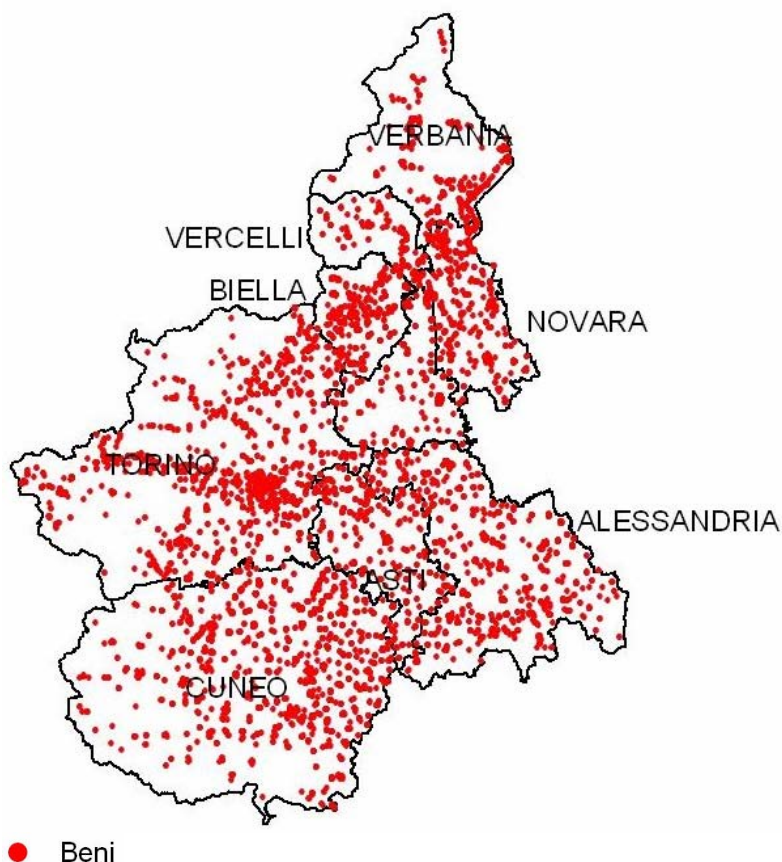 VERBANIA
VERCELLI
BIELLA
NOVARA
TORINO
ALESSANDRIA
ASTI
CUNEO
Beni